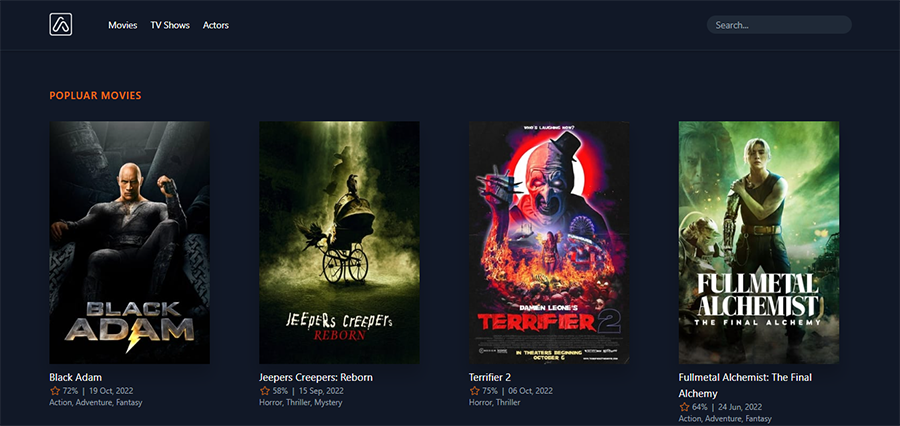 Movies TV Shows Actors Search...
POPLUAR MOVIES
BLACK
ADAM
JEEPERS CREEPERS
REBORN
WHO'S LAUGHING NOW?
DAMIEN LEONE'S
TERRIFIER 2
IN THEATERS BEGINNING
OCTOBER 6
FULLMETAL
ALCHEMIST
THE FINAL ALCHEMY
Black Adam
72% | 19 Oct, 2022
Action, Adventure, Fantasy
Jeepers Creepers: Reborn
58% | 15 Sep, 2022
Horror, Thriller, Mystery
Terrifier 2
75% | 06 Oct, 2022
Horror, Thriller
Fullmetal Alchemist: The Final
Alchemy
64% | 24 Jun, 2022
Action, Adventure, Fantasy